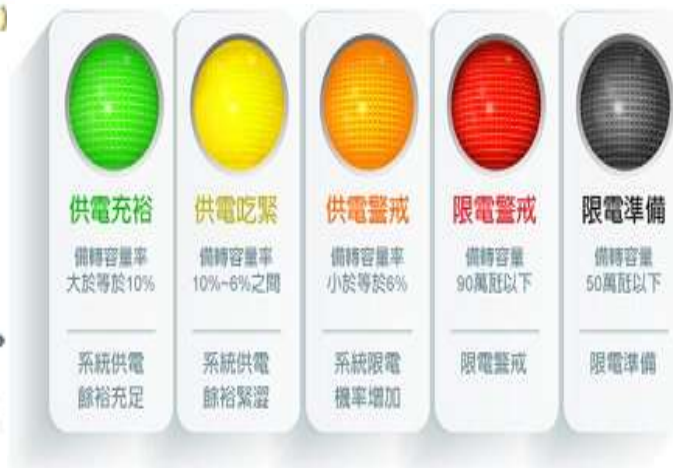 供電充裕
備轉容量率
大於等於10%
系統供電
餘裕充足
供電吃緊
備轉容量率
10%~6%之間
系統供電
餘裕緊澀
供電警戒
備轉容量率
小於等於6%
系統限電
機率增加
限電警戒
備轉容量
90萬瓩以下
限電警戒
限電準備
備轉容量
50萬瓩以下
限電準備